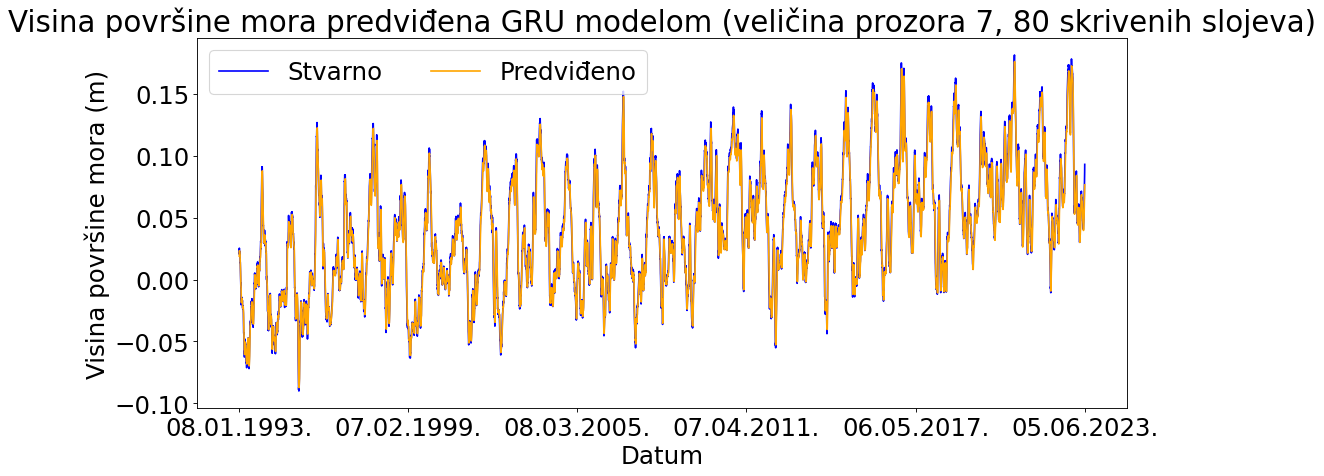 Visina površine mora predviđena GRU modelom (veličina prozora 7, 80 skrivenih slojeva)
Stvarno Predviđeno
Visina površine mora (m)
0.15
0.10
0.05
0.00
−0.05
−0.10
08.01.1993. 07.02.1999. 08.03.2005. 07.04.2011. 06.05.2017. 05.06.2023.
Datum